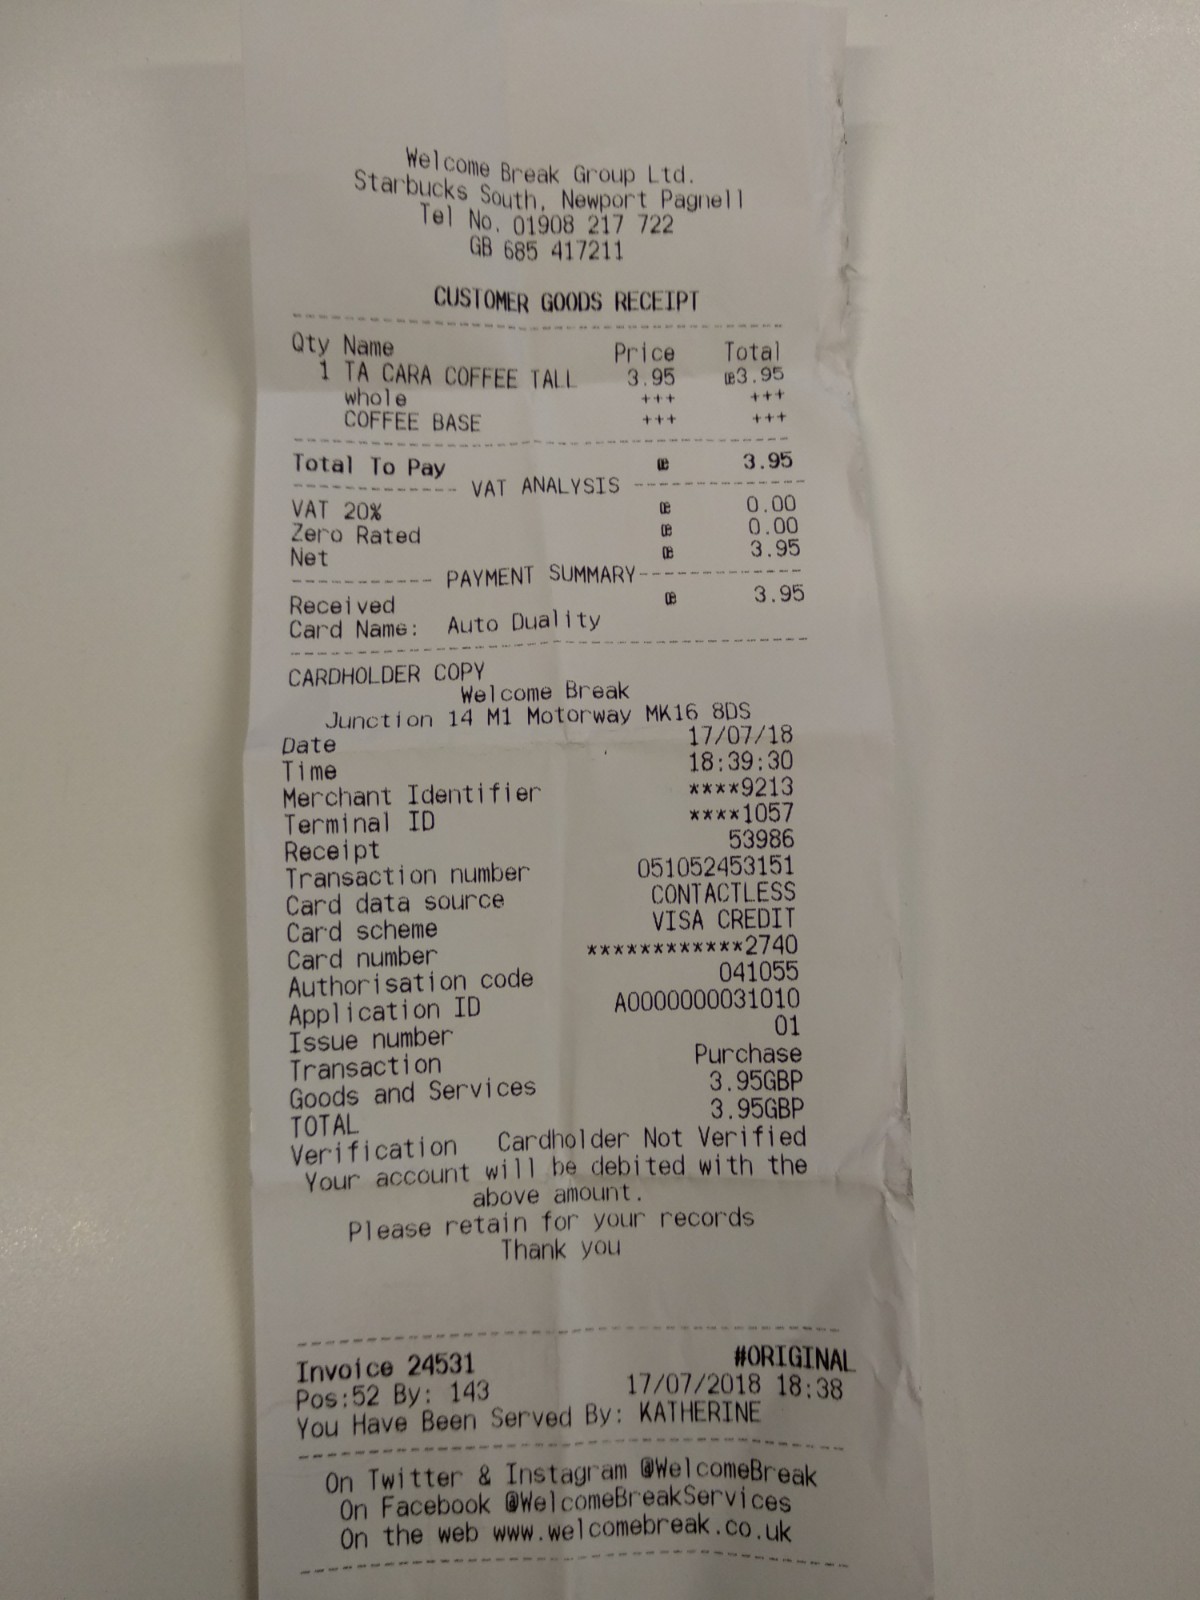 Welcome Break Group Ltd.
Starbucks South, Newport Pagnell
Tel No. 01908 217 722
GB 685 417211
CUSTOMER GOODS RECEIPT
Qty Name Price Total
1 TA CARA COFFEE TALL 3.95 œ3.95
whole +++ +++
COFFEE BASE +++ +++
Total To Pay œ 3.95
------------ VAT ANALYSIS ------------
VAT 20% œ 0.00
Zero Rated œ 0.00
Net œ 3.95
---------- PAYMENT SUMMARY------------
Received œ 3.95
Card Name: Auto Duality
CARDHOLDER COPY
Welcome Break
Junction 14 M1 Motorway MK16 8DS
Date 17/07/18
Time 18:39:30
Merchant Identifier ****9213
Terminal ID ****1057
Receipt 53986
Transaction number 051052453151
Card data source CONTACTLESS
Card scheme VISA CREDIT
Card number ************2740
Authorisation code 041055
Application ID A0000000031010
Issue number 01
Transaction Purchase
Goods and Services 3.95GBP
TOTAL 3.95GBP
Verification Cardholder Not Verified
Your account will be debited with the
above amount.
Please retain for your records
Thank you
Invoice 24531 #ORIGINAL
Pos:52 By: 143 17/07/2018 18:38
You Have Been Served By: KATHERINE
On Twitter & Instagram @WelcomeBreak
On Facebook @WelcomeBreakServices
On the web www.welcomebreak.co.uk